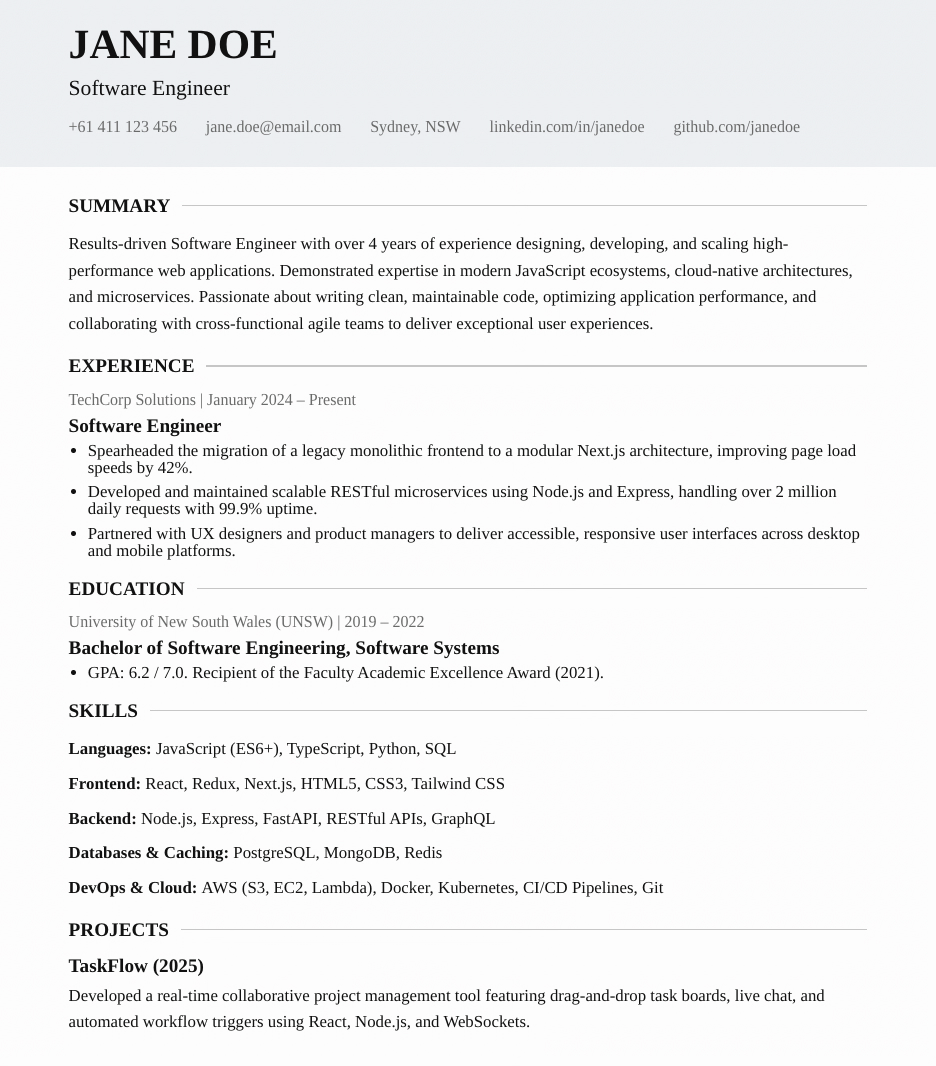 JANE DOE
Software Engineer
+61 411 123 456 jane.doe@email.com Sydney, NSW linkedin.com/in/janedoe github.com/janedoe
SUMMARY
Results-driven Software Engineer with over 4 years of experience designing, developing, and scaling high-
performance web applications. Demonstrated expertise in modern JavaScript ecosystems, cloud-native architectures,
and microservices. Passionate about writing clean, maintainable code, optimizing application performance, and
collaborating with cross-functional agile teams to deliver exceptional user experiences.
EXPERIENCE
TechCorp Solutions | January 2024 – Present
Software Engineer
• Spearheaded the migration of a legacy monolithic frontend to a modular Next.js architecture, improving page load
speeds by 42%.
• Developed and maintained scalable RESTful microservices using Node.js and Express, handling over 2 million
daily requests with 99.9% uptime.
• Partnered with UX designers and product managers to deliver accessible, responsive user interfaces across desktop
and mobile platforms.
EDUCATION
University of New South Wales (UNSW) | 2019 – 2022
Bachelor of Software Engineering, Software Systems
• GPA: 6.2 / 7.0. Recipient of the Faculty Academic Excellence Award (2021).
SKILLS
Languages: JavaScript (ES6+), TypeScript, Python, SQL
Frontend: React, Redux, Next.js, HTML5, CSS3, Tailwind CSS
Backend: Node.js, Express, FastAPI, RESTful APIs, GraphQL
Databases & Caching: PostgreSQL, MongoDB, Redis
DevOps & Cloud: AWS (S3, EC2, Lambda), Docker, Kubernetes, CI/CD Pipelines, Git
PROJECTS
TaskFlow (2025)
Developed a real-time collaborative project management tool featuring drag-and-drop task boards, live chat, and
automated workflow triggers using React, Node.js, and WebSockets.